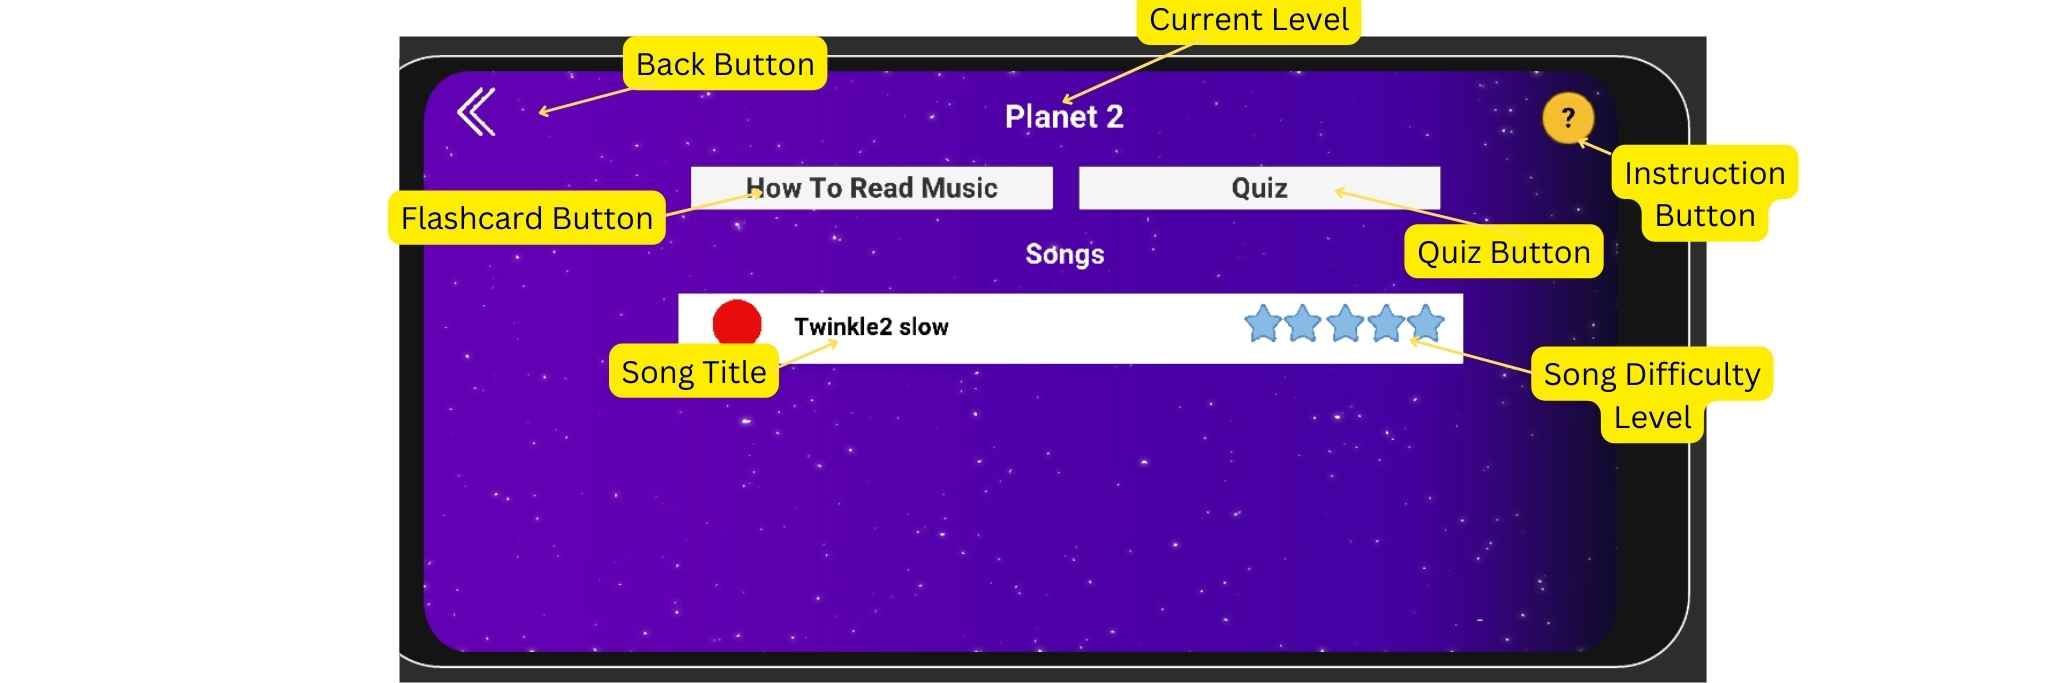 Current Level
Back Button
Planet 2
?
Instruction
Button
How To Read Music
Quiz
Flashcard Button
Quiz Button
Songs
Twinkle2 slow
Song Title
Song Difficulty
Level